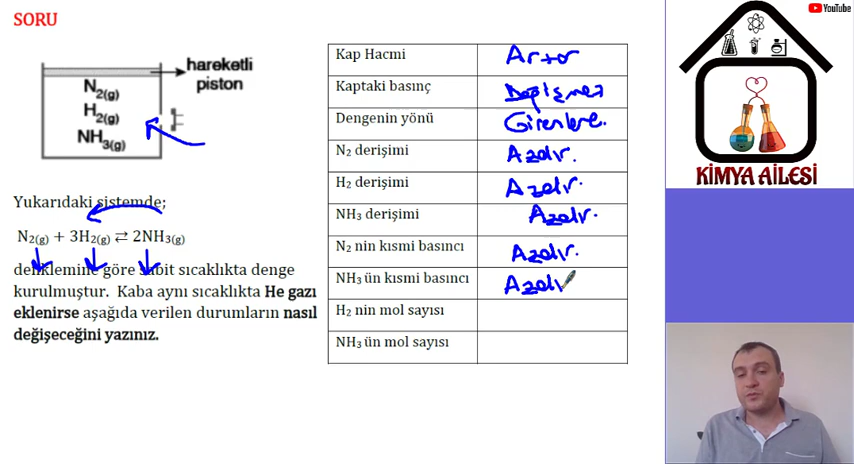 SORU
hareketli
piston
N2(g)
H2(g)
NH3(g)
Yukarıdaki sistemde;
N2(g) + 3H2(g) ⇄ 2NH3(g)
denklemine göre sabit sıcaklıkta denge
kurulmuştur. Kaba aynı sıcaklıkta He gazı
eklenirse aşağıda verilen durumların nasıl
değişeceğini yazınız.
Kap Hacmi Artar
Kaptaki basınç Değişmez
Dengenin yönü Girenlere.
N2 derişimi Azalır.
H2 derişimi Azalır.
NH3 derişimi Azalır.
N2 nin kısmi basıncı Azalır.
NH3 ün kısmi basıncı Azalı
H2 nin mol sayısı
NH3 ün mol sayısı
YouTube
KİMYA AİLESİ